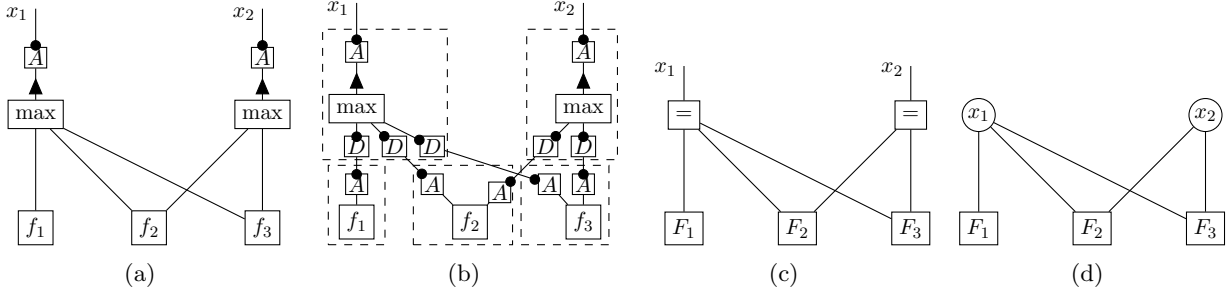 x₁ x₂
A A
max max
f₁ f₂ f₃
(a)
x₁ x₂
A A
max max
D D D D D
A A A A A
f₁ f₂ f₃
(b)
x₁ x₂
= =
F₁ F₂ F₃
(c)
x₁ x₂
F₁ F₂ F₃
(d)